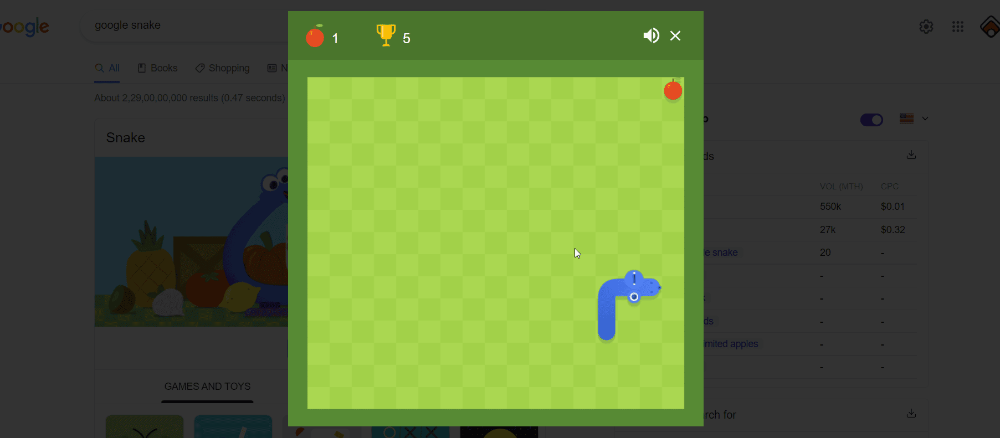 oogle
google snake
1
5
All
Books
Shopping
N
About 2,29,00,00,000 results (0.47 seconds)
Snake
ds
VOL (MTH) CPC
550k $0.01
27k $0.32
le snake 20 -
- -
- -
ds - -
imited apples - -
- -
GAMES AND TOYS
rch for